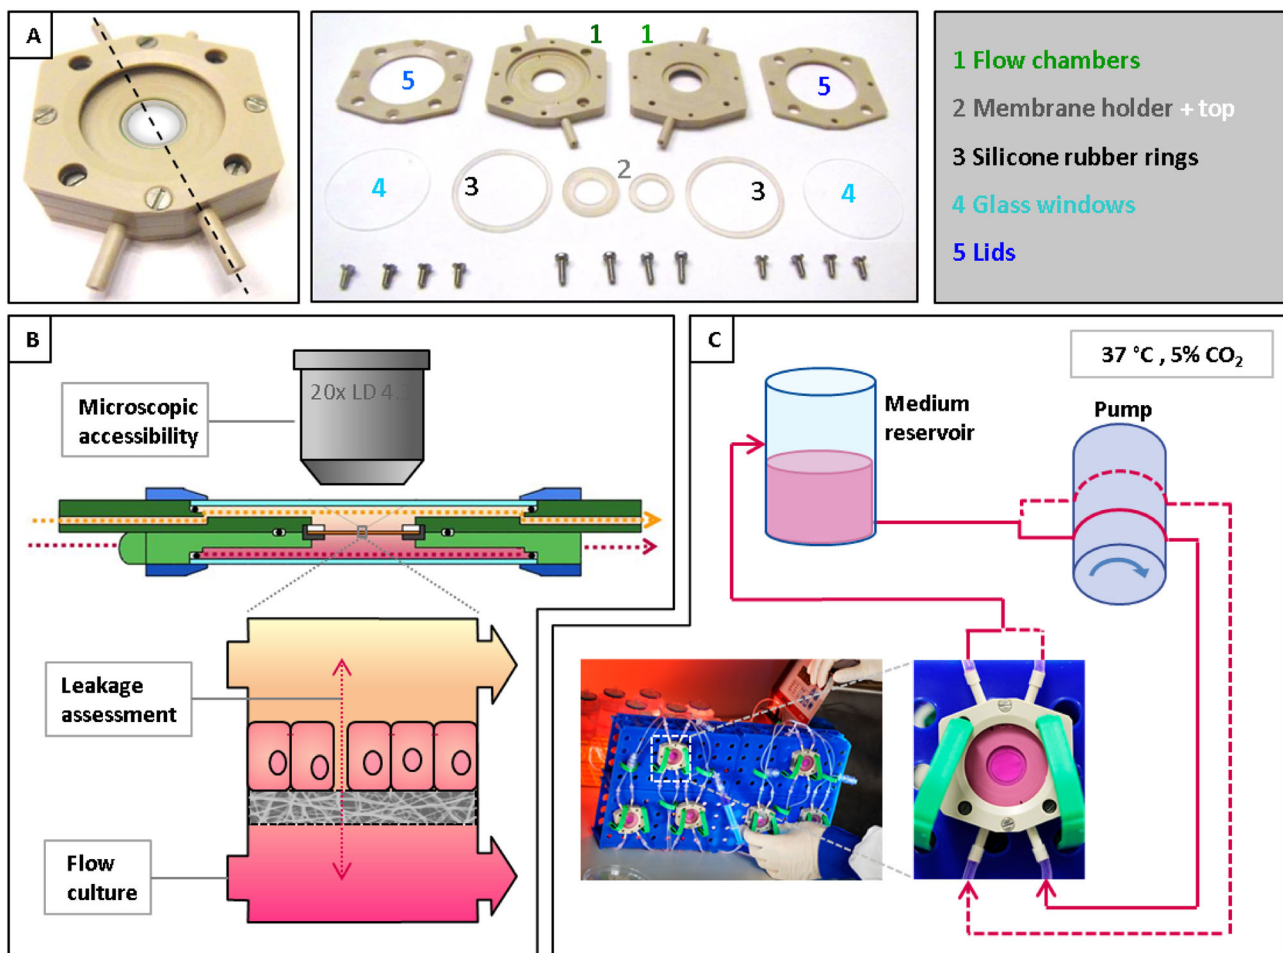 A
5
1
1
5
4
3
2
3
4
1 Flow chambers
2 Membrane holder + top
3 Silicone rubber rings
4 Glass windows
5 Lids
B
Microscopic
accessibility
20x LD 4.
Leakage
assessment
Flow
culture
C
37 °C , 5% CO₂
Medium
reservoir
Pump